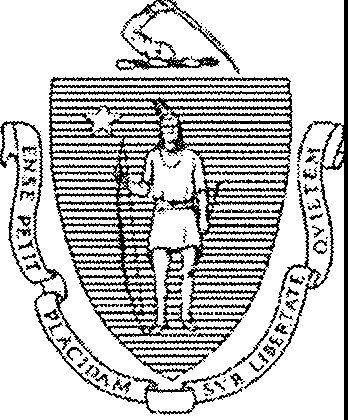 ENSE PETIT
PLACIDAM
SVB LIBERTATE
QVIETEM